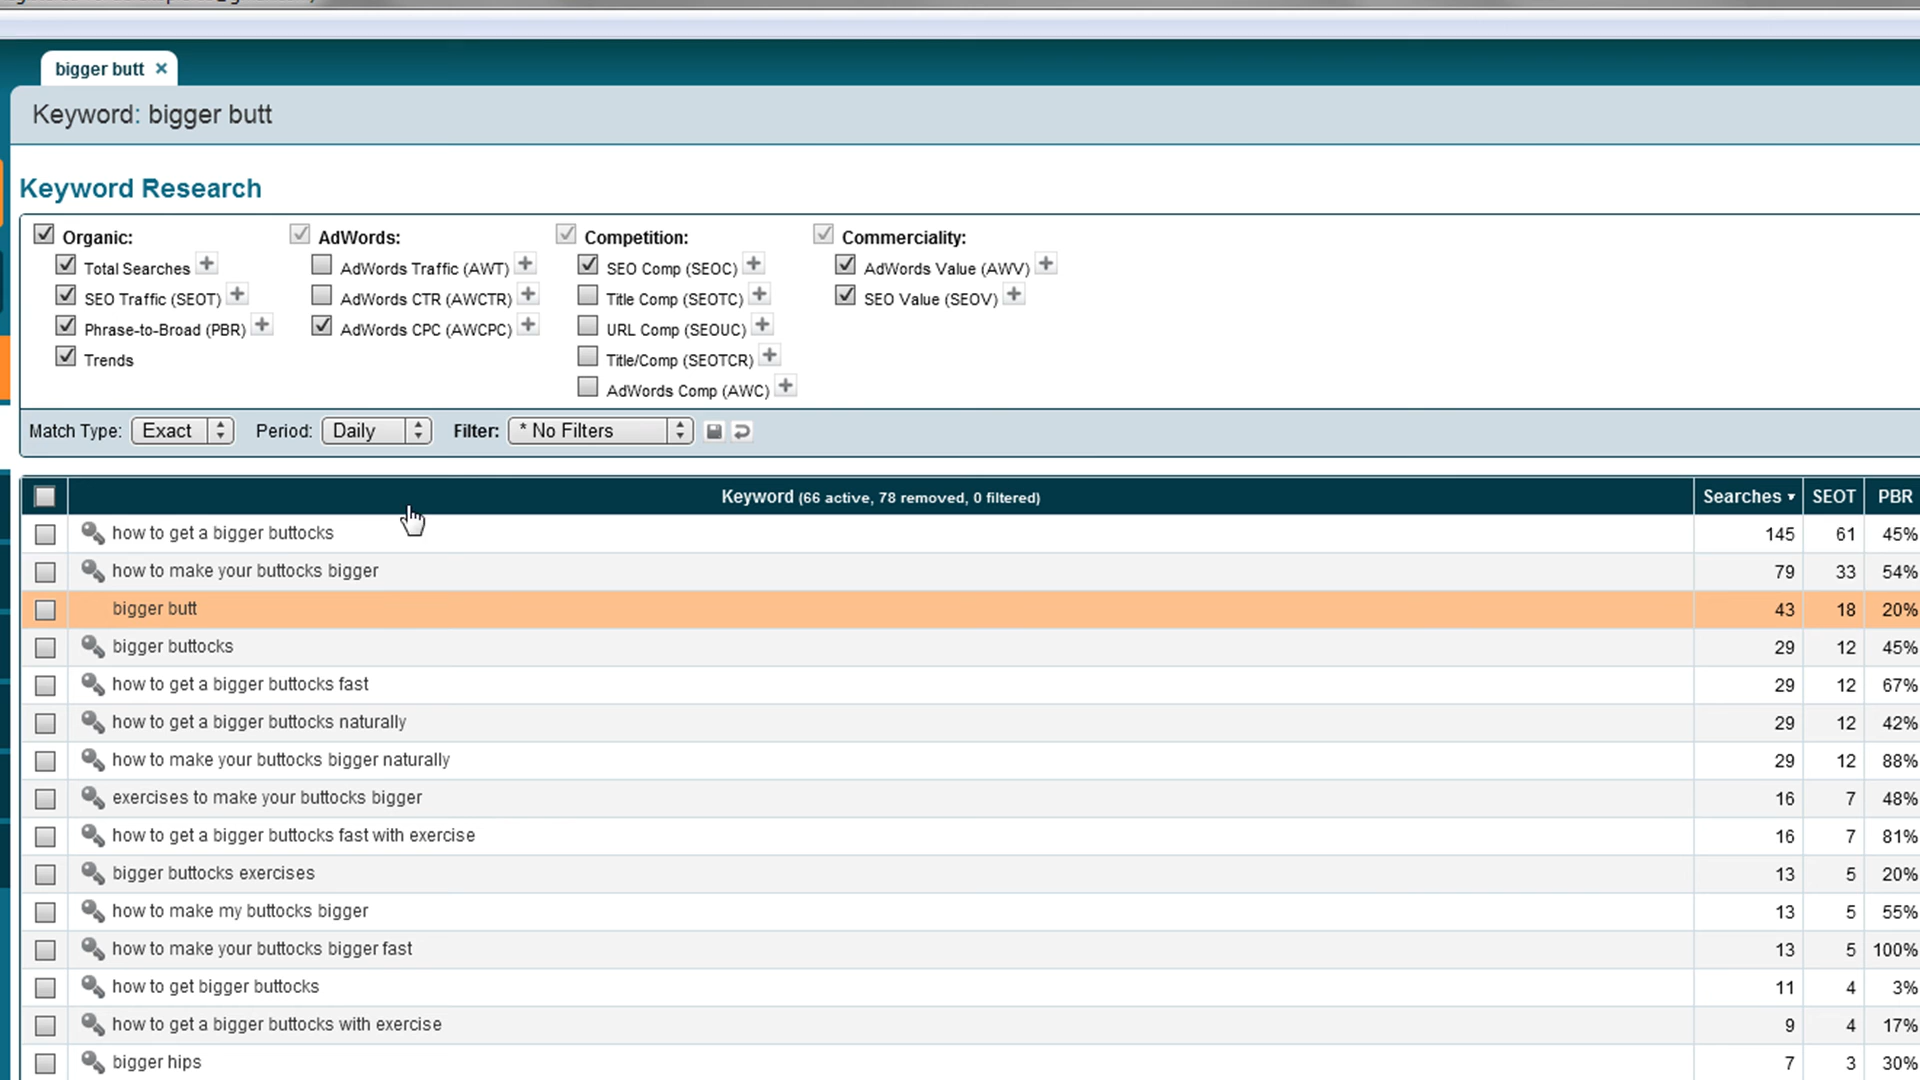 bigger butt ×
Keyword: bigger butt
Keyword Research
Organic:
Total Searches +
SEO Traffic (SEOT) +
Phrase-to-Broad (PBR) +
Trends
AdWords:
AdWords Traffic (AWT) +
AdWords CTR (AWCTR) +
AdWords CPC (AWCPC) +
Competition:
SEO Comp (SEOC) +
Title Comp (SEOTC) +
URL Comp (SEOUC) +
Title/Comp (SEOTCR) +
AdWords Comp (AWC) +
Commerciality:
AdWords Value (AWV) +
SEO Value (SEOV) +
Match Type: Exact Period: Daily Filter: * No Filters
Keyword (66 active, 78 removed, 0 filtered) Searches SEOT PBR
how to get a bigger buttocks 145 61 45%
how to make your buttocks bigger 79 33 54%
bigger butt 43 18 20%
bigger buttocks 29 12 45%
how to get a bigger buttocks fast 29 12 67%
how to get a bigger buttocks naturally 29 12 42%
how to make your buttocks bigger naturally 29 12 88%
exercises to make your buttocks bigger 16 7 48%
how to get a bigger buttocks fast with exercise 16 7 81%
bigger buttocks exercises 13 5 20%
how to make my buttocks bigger 13 5 55%
how to make your buttocks bigger fast 13 5 100%
how to get bigger buttocks 11 4 3%
how to get a bigger buttocks with exercise 9 4 17%
bigger hips 7 3 30%